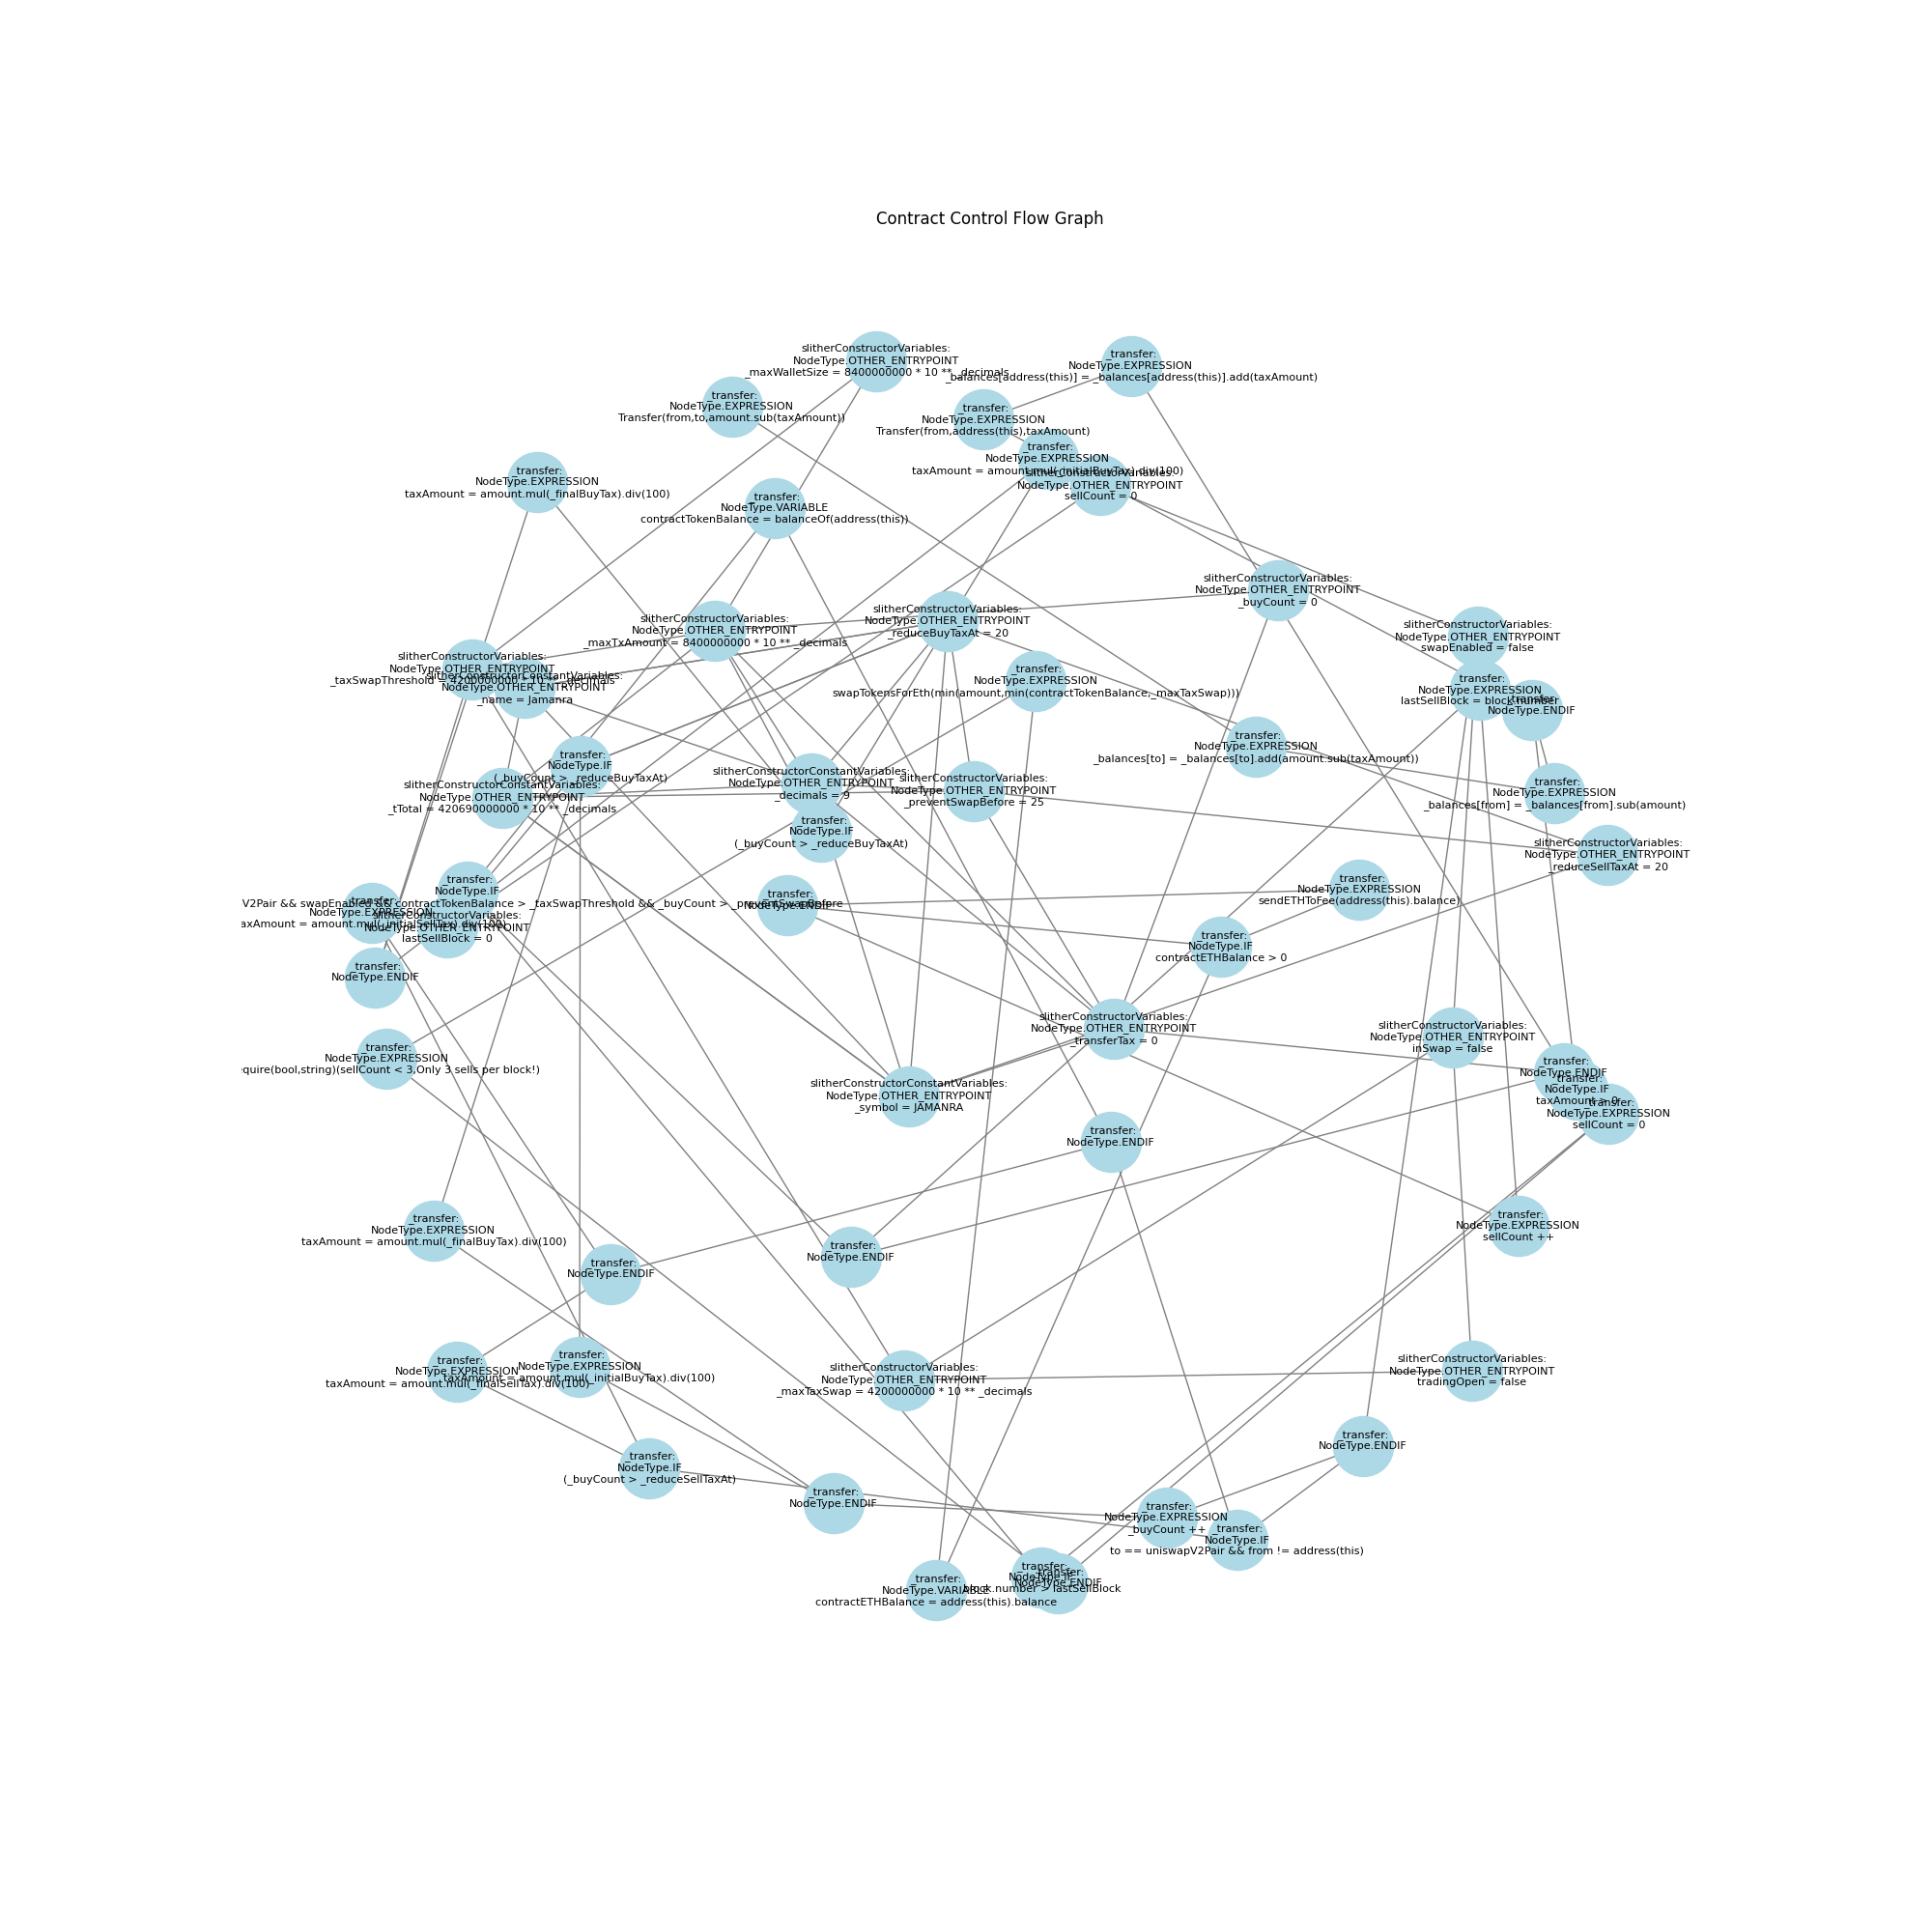 Contract Control Flow Graph
slitherConstructorVariables:
NodeType.OTHER_ENTRYPOINT
_maxWalletSize = 8400000000 * 10 ** _decimals
_transfer:
NodeType.EXPRESSION
_balances[address(this)] = _balances[address(this)].add(taxAmount)
_transfer:
NodeType.EXPRESSION
Transfer(from,to,amount.sub(taxAmount))
_transfer:
NodeType.EXPRESSION
Transfer(from,address(this),taxAmount)
_transfer:
NodeType.EXPRESSION
taxAmount = amount.mul(_initialBuyTax).div(100)
slitherConstructorVariables:
NodeType.OTHER_ENTRYPOINT
sellCount = 0
_transfer:
NodeType.EXPRESSION
taxAmount = amount.mul(_finalBuyTax).div(100)
_transfer:
NodeType.VARIABLE
contractTokenBalance = balanceOf(address(this))
slitherConstructorVariables:
NodeType.OTHER_ENTRYPOINT
_buyCount = 0
slitherConstructorVariables:
NodeType.OTHER_ENTRYPOINT
_maxTxAmount = 8400000000 * 10 ** _decimals
slitherConstructorVariables:
NodeType.OTHER_ENTRYPOINT
_reduceBuyTaxAt = 20
slitherConstructorVariables:
NodeType.OTHER_ENTRYPOINT
swapEnabled = false
slitherConstructorVariables:
NodeType.OTHER_ENTRYPOINT
_taxSwapThreshold = 4200000000 * 10 ** _decimals
slitherConstructorConstantVariables:
NodeType.OTHER_ENTRYPOINT
_name = Jamanra
_transfer:
NodeType.EXPRESSION
swapTokensForEth(min(amount,min(contractTokenBalance,_maxTaxSwap)))
_transfer:
NodeType.EXPRESSION
lastSellBlock = block.number
_transfer:
NodeType.ENDIF
_transfer:
NodeType.EXPRESSION
_balances[to] = _balances[to].add(amount.sub(taxAmount))
_transfer:
NodeType.IF
(_buyCount > _reduceBuyTaxAt)
slitherConstructorConstantVariables:
NodeType.OTHER_ENTRYPOINT
_tTotal = 420690000000 * 10 ** _decimals
slitherConstructorConstantVariables:
NodeType.OTHER_ENTRYPOINT
_decimals = 9
slitherConstructorVariables:
NodeType.OTHER_ENTRYPOINT
_preventSwapBefore = 25
_transfer:
NodeType.EXPRESSION
_balances[from] = _balances[from].sub(amount)
_transfer:
NodeType.IF
(_buyCount > _reduceBuyTaxAt)
slitherConstructorVariables:
NodeType.OTHER_ENTRYPOINT
_reduceSellTaxAt = 20
_transfer:
NodeType.IF
V2Pair && swapEnabled && contractTokenBalance > _taxSwapThreshold && _buyCount > _preventSwapBefore
_transfer:
NodeType.ENDIF
_transfer:
NodeType.EXPRESSION
sendETHToFee(address(this).balance)
_transfer:
NodeType.EXPRESSION
axAmount = amount.mul(_initialSellTax).div(100)
slitherConstructorVariables:
NodeType.OTHER_ENTRYPOINT
lastSellBlock = 0
_transfer:
NodeType.IF
contractETHBalance > 0
_transfer:
NodeType.ENDIF
slitherConstructorVariables:
NodeType.OTHER_ENTRYPOINT
_transferTax = 0
slitherConstructorVariables:
NodeType.OTHER_ENTRYPOINT
inSwap = false
_transfer:
NodeType.EXPRESSION
quire(bool,string)(sellCount < 3,Only 3 sells per block!)
_transfer:
NodeType.ENDIF
_transfer:
NodeType.IF
taxAmount > 0
_transfer:
NodeType.EXPRESSION
sellCount = 0
slitherConstructorConstantVariables:
NodeType.OTHER_ENTRYPOINT
_symbol = JAMANRA
_transfer:
NodeType.ENDIF
_transfer:
NodeType.EXPRESSION
taxAmount = amount.mul(_finalBuyTax).div(100)
_transfer:
NodeType.EXPRESSION
sellCount ++
_transfer:
NodeType.ENDIF
_transfer:
NodeType.ENDIF
_transfer:
NodeType.EXPRESSION
taxAmount = amount.mul(_finalSellTax).div(100)
_transfer:
NodeType.EXPRESSION
taxAmount = amount.mul(_initialBuyTax).div(100)
slitherConstructorVariables:
NodeType.OTHER_ENTRYPOINT
_maxTaxSwap = 4200000000 * 10 ** _decimals
slitherConstructorVariables:
NodeType.OTHER_ENTRYPOINT
tradingOpen = false
_transfer:
NodeType.ENDIF
_transfer:
NodeType.IF
(_buyCount > _reduceSellTaxAt)
_transfer:
NodeType.ENDIF
_transfer:
NodeType.EXPRESSION
_buyCount ++
_transfer:
NodeType.IF
to == uniswapV2Pair && from != address(this)
_transfer:
NodeType.VARIABLE
contractETHBalance = address(this).balance
_transfer:
NodeType.IF
block.number > lastSellBlock
_transfer:
NodeType.ENDIF